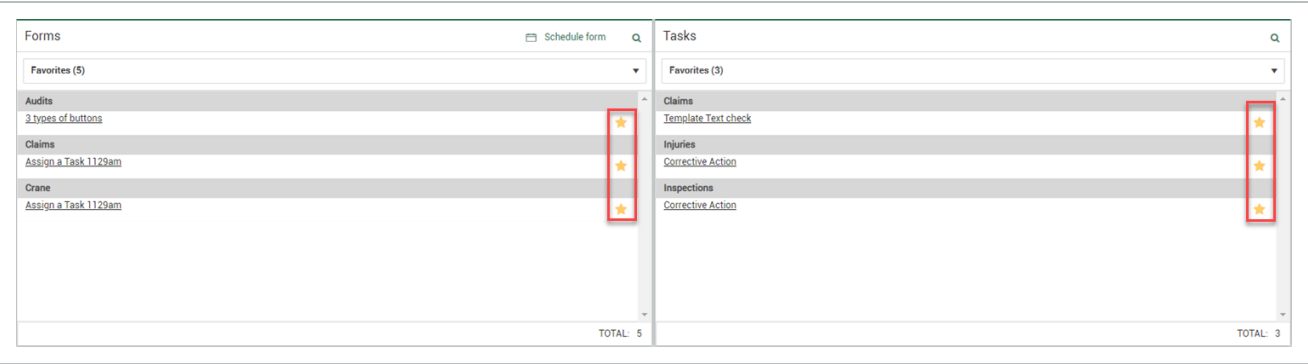 Forms
Schedule form
Favorites (5)
Audits
3 types of buttons
Claims
Assign a Task 1129am
Crane
Assign a Task 1129am
TOTAL: 5
Tasks
Favorites (3)
Claims
Template Text check
Injuries
Corrective Action
Inspections
Corrective Action
TOTAL: 3